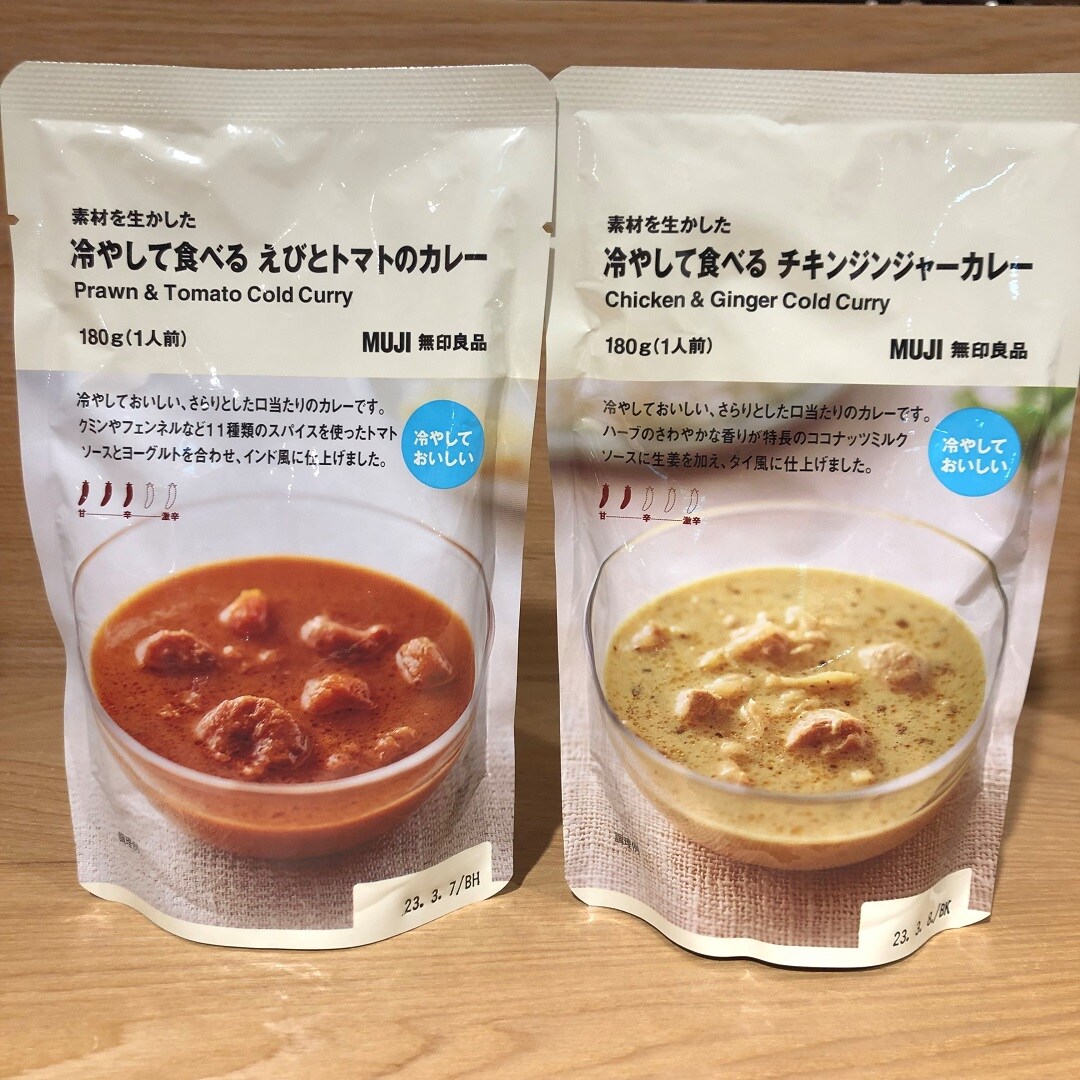 素材を生かした
冷やして食べる えびとトマトのカレー
Prawn & Tomato Cold Curry
180g(1人前)
MUJI 無印良品
冷やしておいしい、さらりとした口当たりのカレーです。
クミンやフェンネルなど11種類のスパイスを使ったトマト
ソースとヨーグルトを合わせ、インド風に仕上げました。
冷やして
おいしい
甘 辛 激辛
調理例
23. 3. 7/BH
素材を生かした
冷やして食べる チキンジンジャーカレー
Chicken & Ginger Cold Curry
180g(1人前)
MUJI 無印良品
冷やしておいしい、さらりとした口当たりのカレーです。
ハーブのさわやかな香りが特長のココナッツミルク
ソースに生姜を加え、タイ風に仕上げました。
冷やして
おいしい
甘 辛 激辛
調理例
23. 3. 8./BK